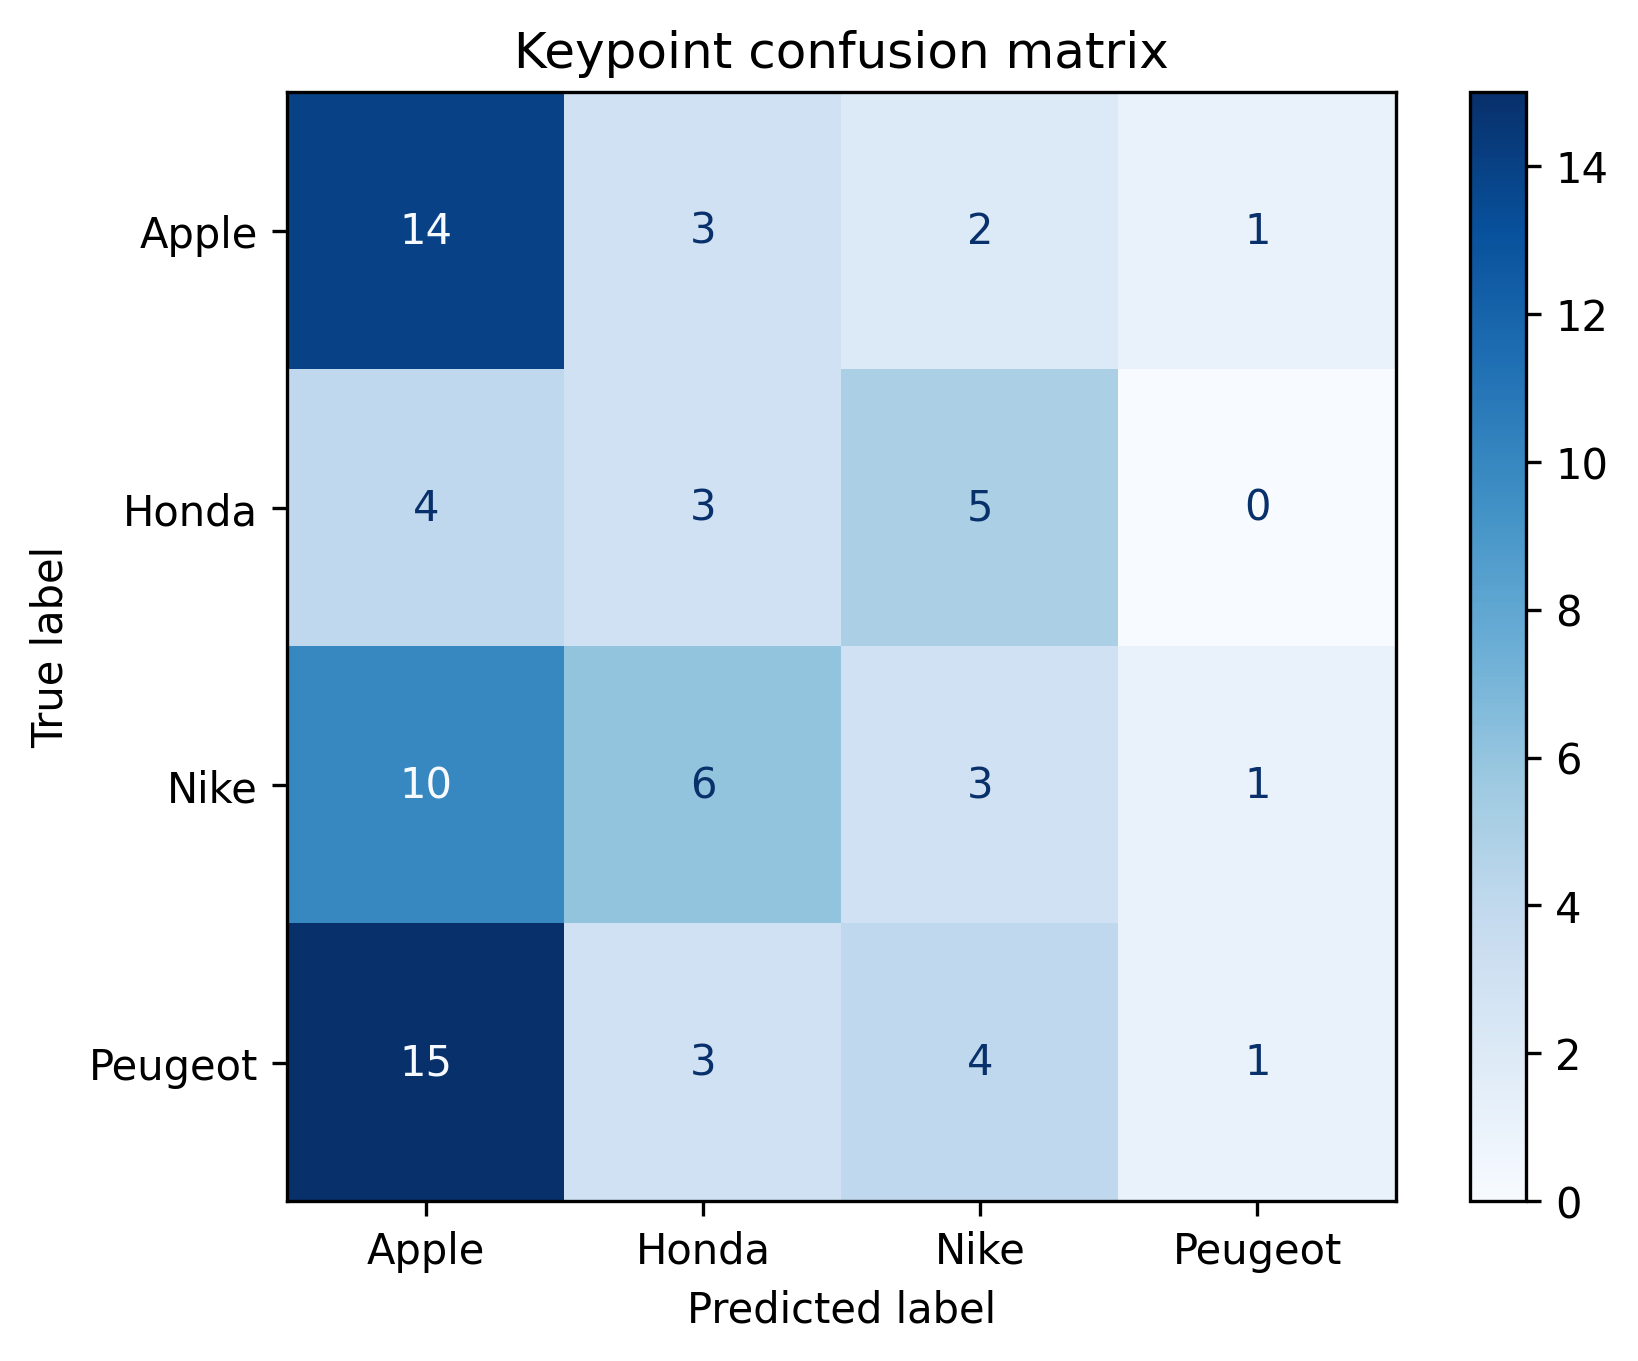 Keypoint confusion matrix
True label
Apple 14 3 2 1
Honda 4 3 5 0
Nike 10 6 3 1
Peugeot 15 3 4 1
Apple Honda Nike Peugeot
Predicted label
14
12
10
8
6
4
2
0